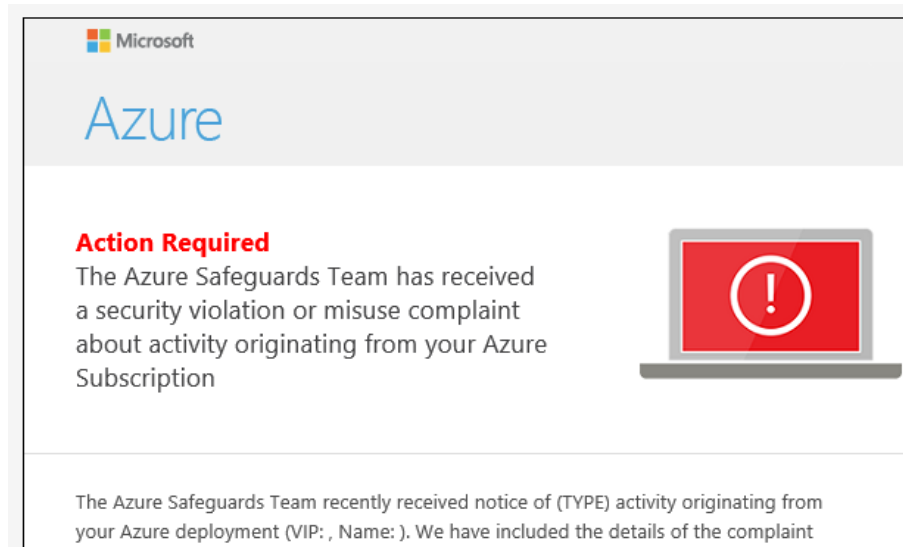 Microsoft
Azure
Action Required
The Azure Safeguards Team has received
a security violation or misuse complaint
about activity originating from your Azure
Subscription
!
The Azure Safeguards Team recently received notice of (TYPE) activity originating from
your Azure deployment (VIP: , Name: ). We have included the details of the complaint